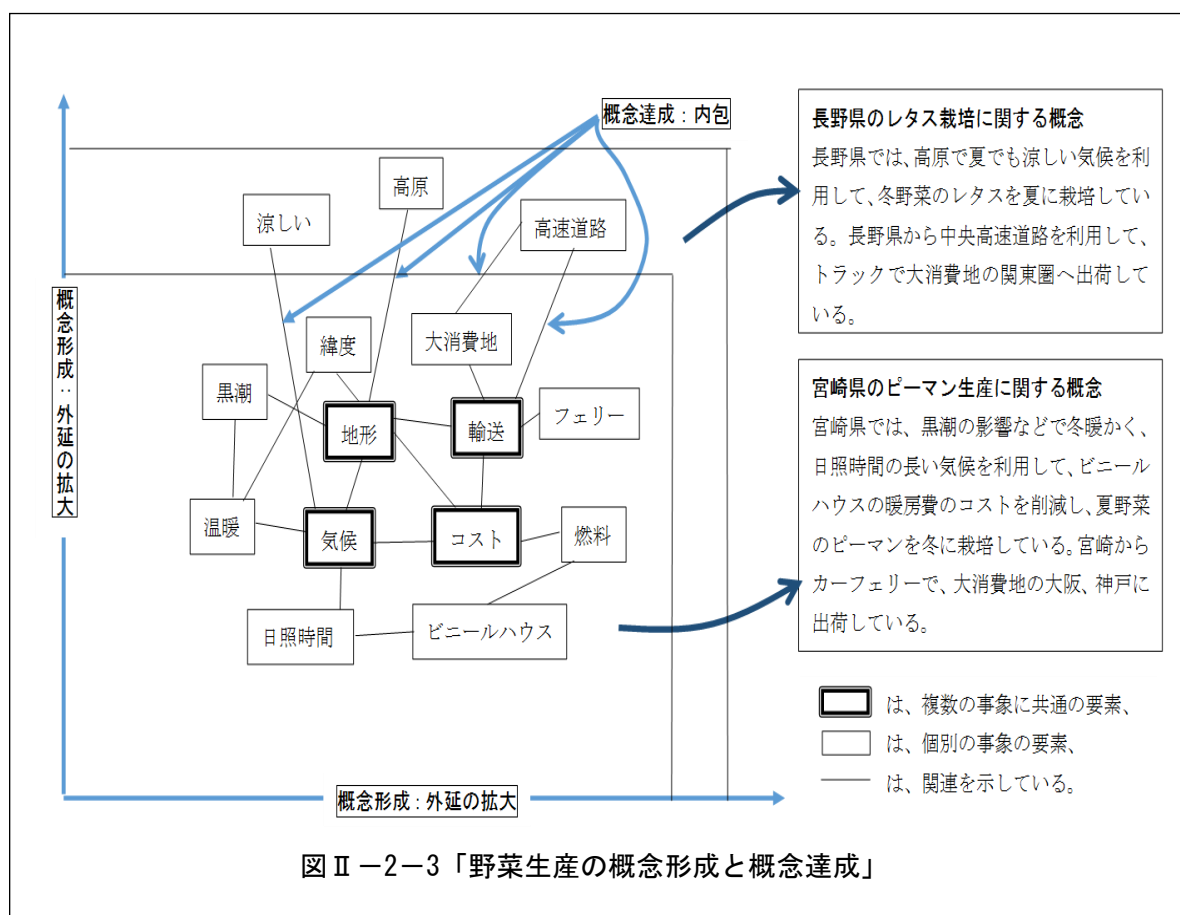 概念達成：内包
高原
涼しい
高速道路
緯度
大消費地
黒潮
地形
輸送
フェリー
温暖
気候
コスト
燃料
日照時間
ビニールハウス
概念形成：外延の拡大
概念形成：外延の拡大
長野県のレタス栽培に関する概念
長野県では、高原で夏でも涼しい気候を利
用して、冬野菜のレタスを夏に栽培してい
る。長野県から中央高速道路を利用して、
トラックで大消費地の関東圏へ出荷して
いる。
宮崎県のピーマン生産に関する概念
宮崎県では、黒潮の影響などで冬暖かく、
日照時間の長い気候を利用して、ビニール
ハウスの暖房費のコストを削減し、夏野菜
のピーマンを冬に栽培している。宮崎から
カーフェリーで、大消費地の大阪、神戸に
出荷している。
は、複数の事象に共通の要素、
は、個別の事象の要素、
は、関連を示している。
図Ⅱ－2－3「野菜生産の概念形成と概念達成」